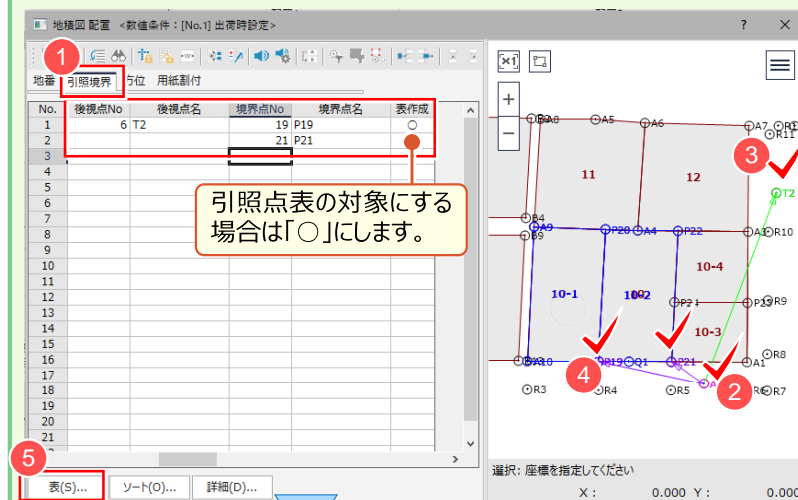 地積図 配置 <数値条件：[No.1] 出荷時設定>
? ×
1
地番 引照境界 方位 用紙割付
No. 後視点No 後視点名 境界点No 境界点名 表作成
1 6 T2 19 P19 ○
2 21 P21
3
4
5
6
7
8
9
10
11
12
13
14
15
16
17
18
19
20
21
引照点表の対象にする
場合は「○」にします。
5
表(S)... ソート(O)... 詳細(D)...
+
−
A8 A5 A6 A7 R11
3
11 12
T2
B4
A9 P20 A4 P22 A3 R10
B9
10-4
10-1 10-2
P24 P23 R9
10-3
R8
A10 P19 Q1 P21 A1
4 2
R3 R4 R5 R6 R7
選択: 座標を指定してください
X : 0.000 Y : 0.000